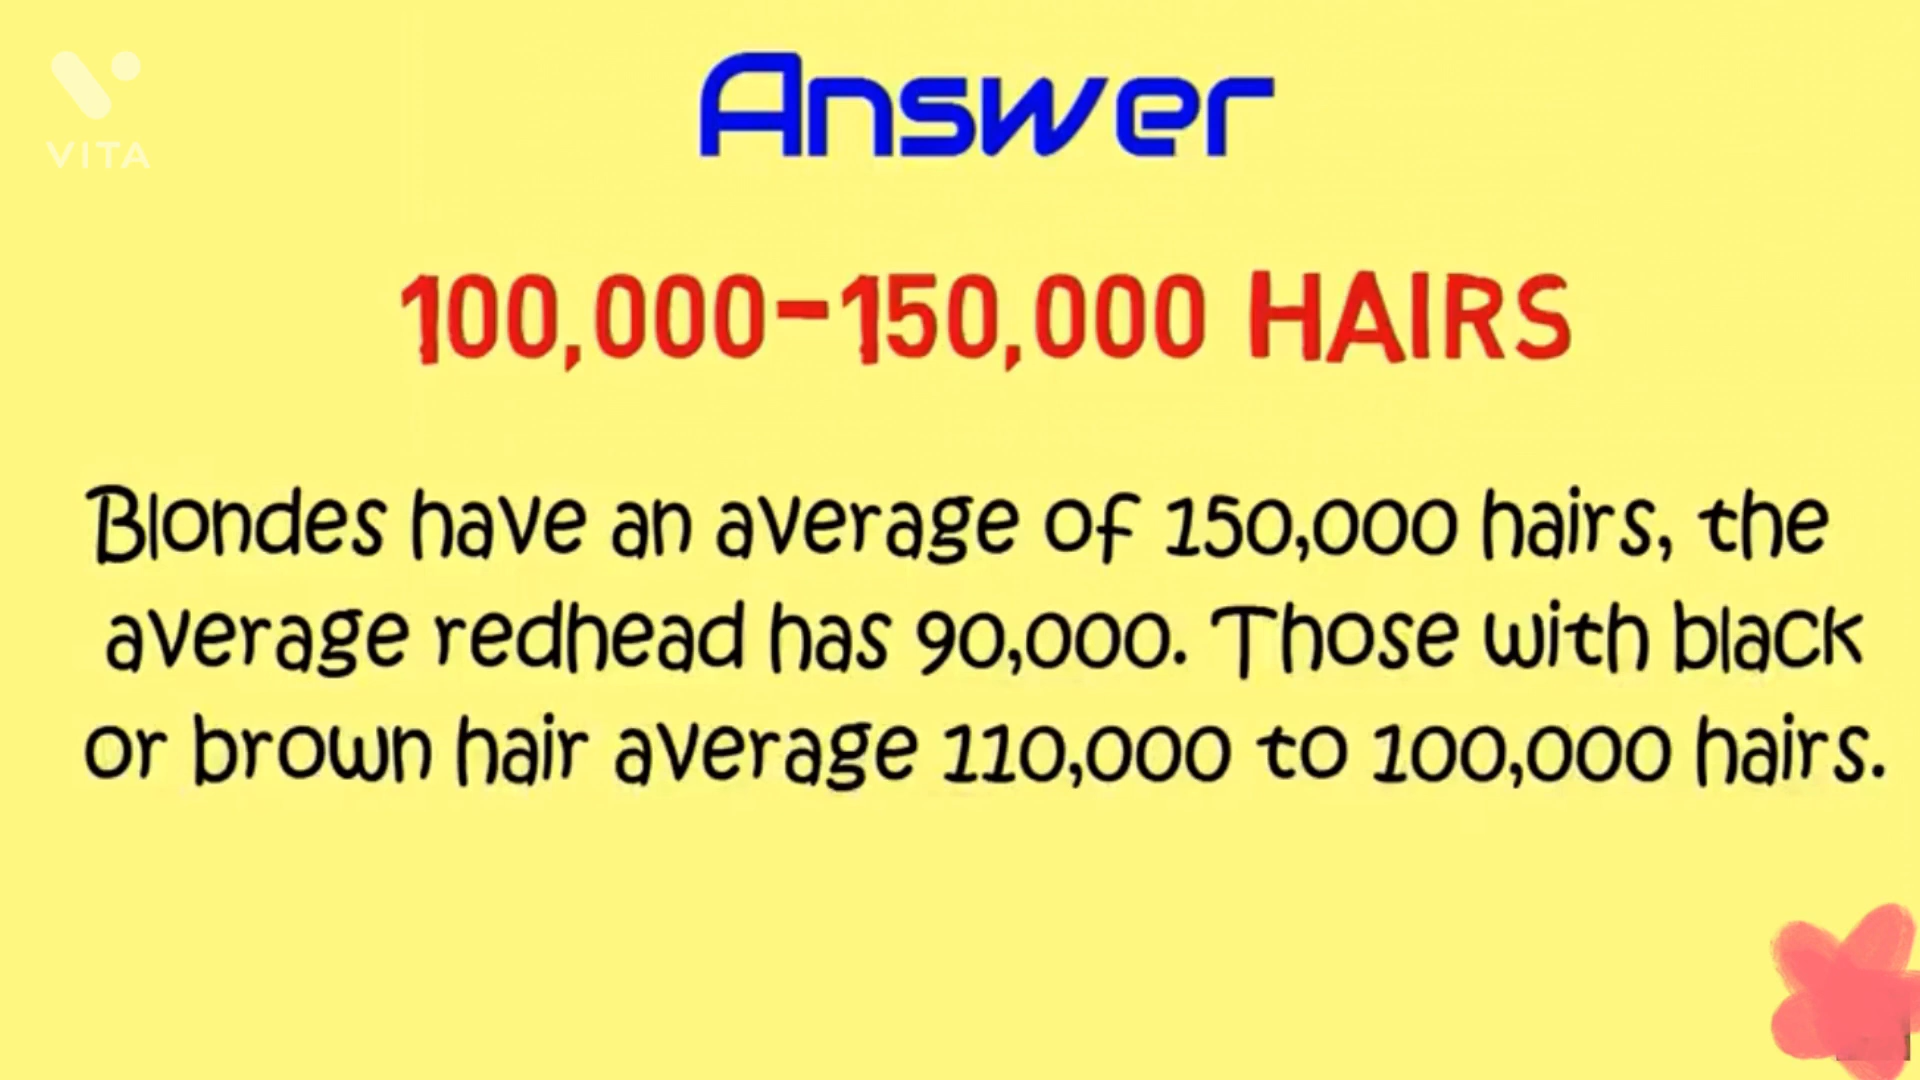 VITA
Answer
100,000-150,000 HAIRS
Blondes have an average of 150,000 hairs, the
average redhead has 90,000. Those with black
or brown hair average 110,000 to 100,000 hairs.